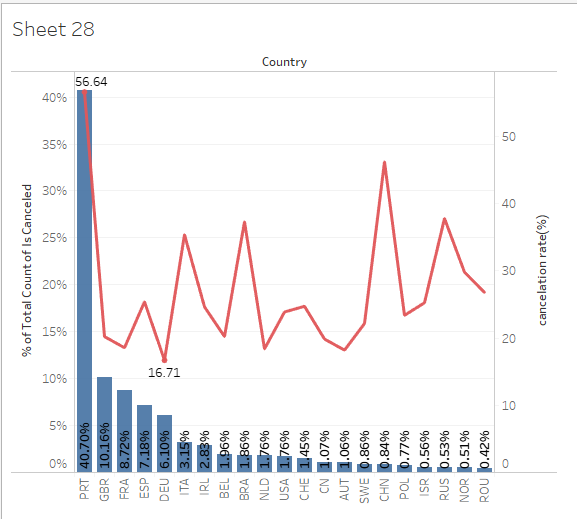 Sheet 28
Country
56.64
40%
35%
30%
25%
20%
15%
10%
5%
0%
% of Total Count of Is Canceled
50
40
30
20
10
0
cancelation rate(%)
16.71
40.70%
10.16%
8.72%
7.18%
6.10%
3.15%
2.83%
1.96%
1.86%
1.76%
1.76%
1.45%
1.07%
1.06%
0.86%
0.84%
0.77%
0.56%
0.53%
0.51%
0.42%
PRT
GBR
FRA
ESP
DEU
ITA
IRL
BEL
BRA
NLD
USA
CHE
CN
AUT
SWE
CHN
POL
ISR
RUS
NOR
ROU